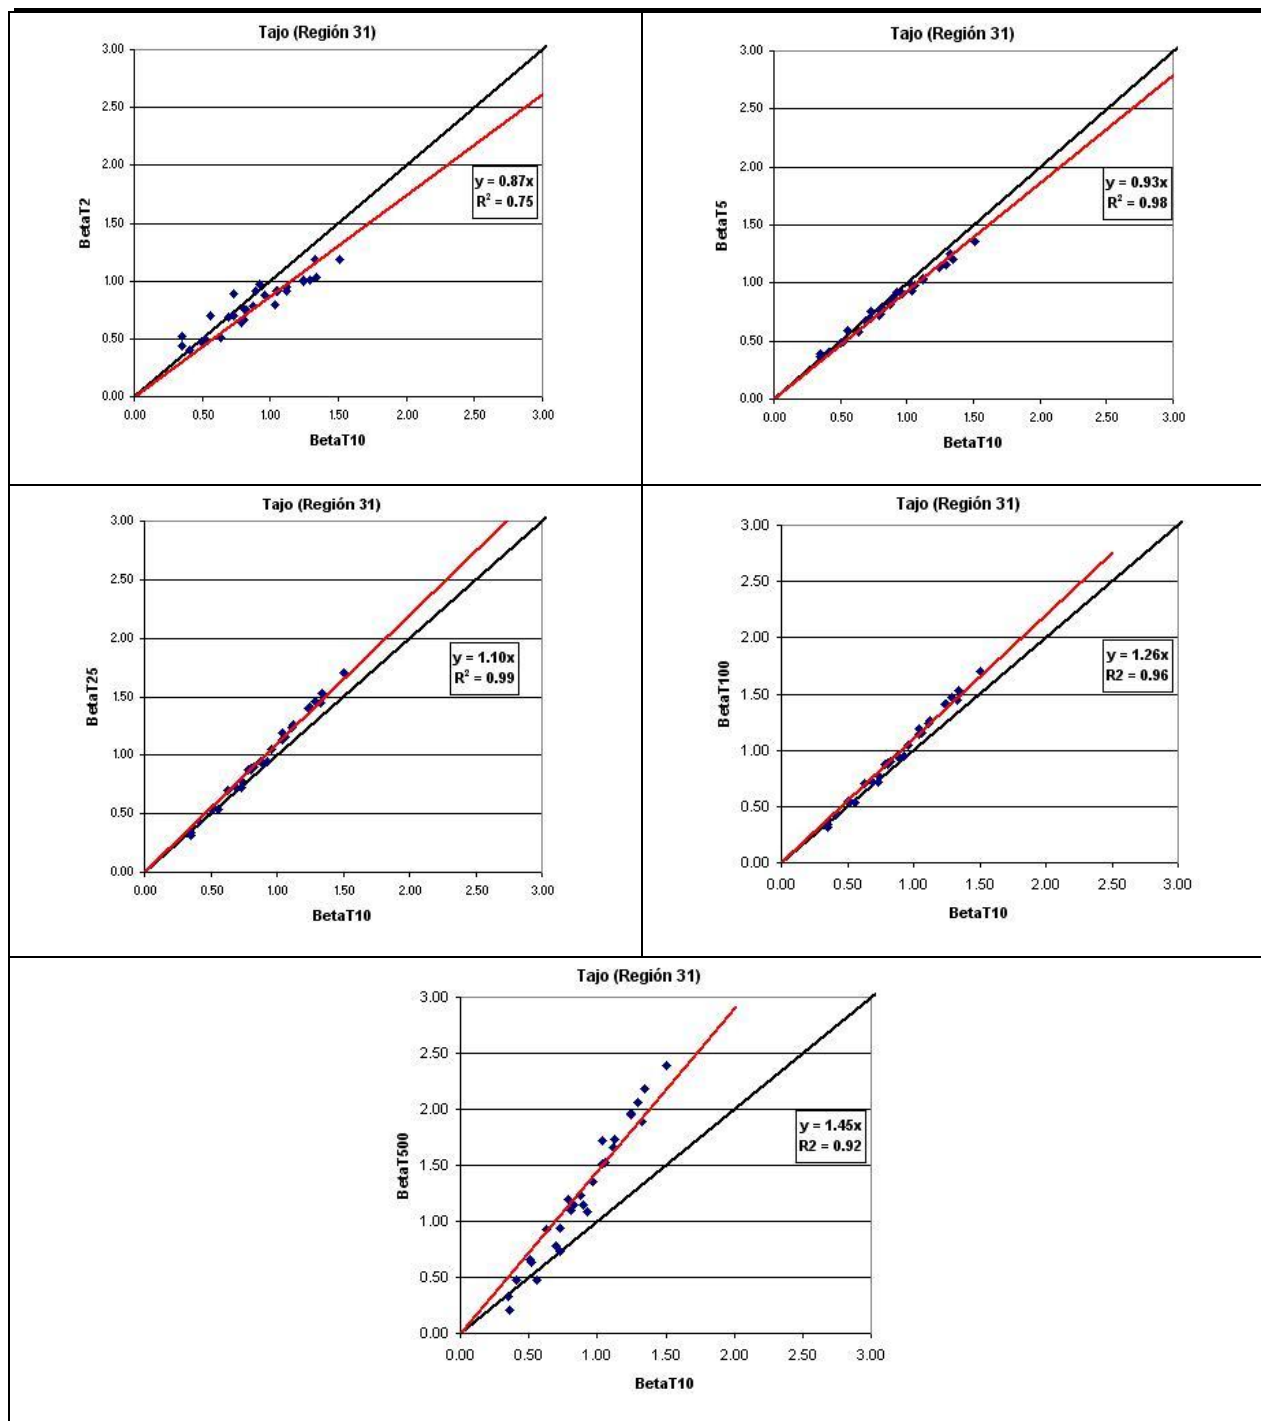 Tajo (Región 31)
3.00
2.50
2.00
1.50
1.00
0.50
0.00
BetaT2
y = 0.87x
R² = 0.75
0.00 0.50 1.00 1.50 2.00 2.50 3.00
BetaT10
Tajo (Región 31)
3.00
2.50
2.00
1.50
1.00
0.50
0.00
BetaT5
y = 0.93x
R² = 0.98
0.00 0.50 1.00 1.50 2.00 2.50 3.00
BetaT10
Tajo (Región 31)
3.00
2.50
2.00
1.50
1.00
0.50
0.00
BetaT25
y = 1.10x
R² = 0.99
0.00 0.50 1.00 1.50 2.00 2.50 3.00
BetaT10
Tajo (Región 31)
3.00
2.50
2.00
1.50
1.00
0.50
0.00
BetaT100
y = 1.26x
R2 = 0.96
0.00 0.50 1.00 1.50 2.00 2.50 3.00
BetaT10
Tajo (Región 31)
3.00
2.50
2.00
1.50
1.00
0.50
0.00
BetaT500
y = 1.45x
R2 = 0.92
0.00 0.50 1.00 1.50 2.00 2.50 3.00
BetaT10